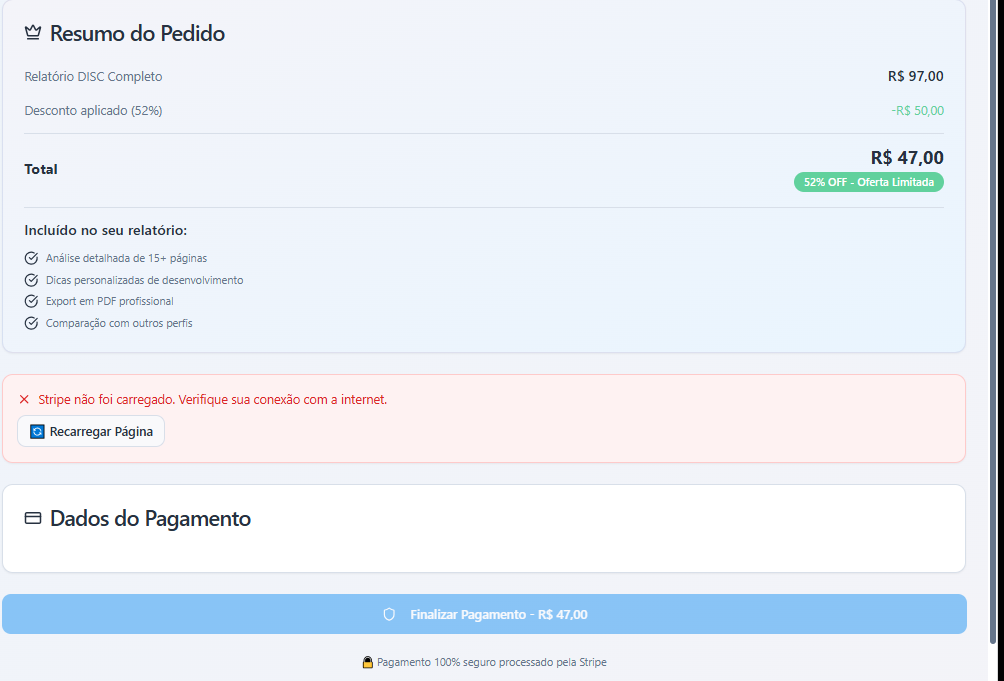 Resumo do Pedido
Relatório DISC Completo R$ 97,00
Desconto aplicado (52%) -R$ 50,00
Total R$ 47,00
52% OFF - Oferta Limitada
Incluído no seu relatório:
Análise detalhada de 15+ páginas
Dicas personalizadas de desenvolvimento
Export em PDF profissional
Comparação com outros perfis
Stripe não foi carregado. Verifique sua conexão com a internet.
Recarregar Página
Dados do Pagamento
Finalizar Pagamento - R$ 47,00
Pagamento 100% seguro processado pela Stripe